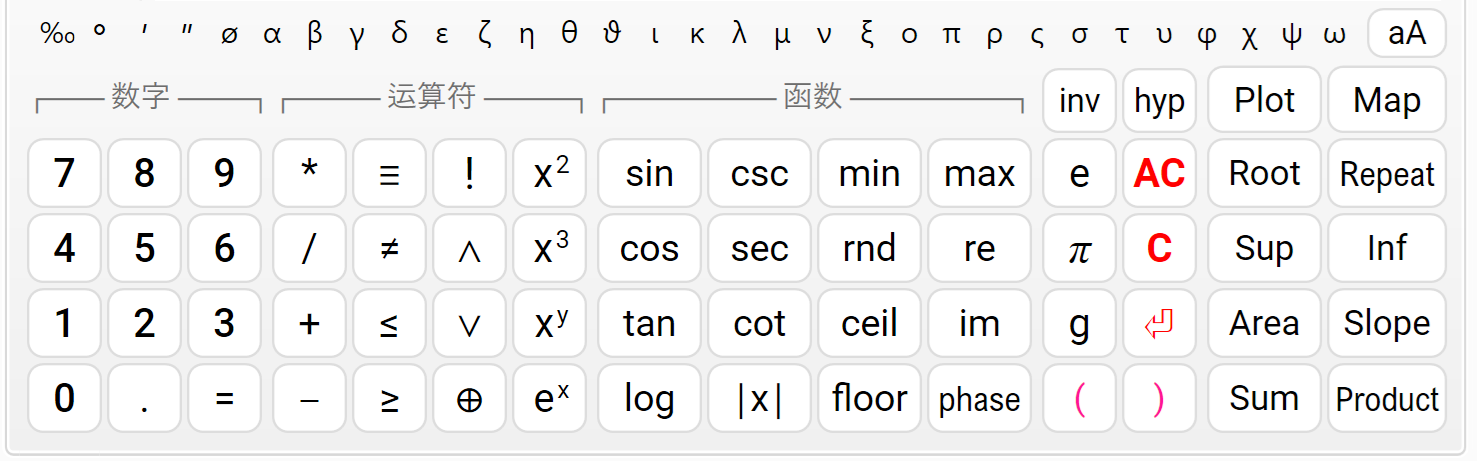 ‰ ° ′ ″ ø α β γ δ ε ζ η θ ϑ ι κ λ μ ν ξ ο π ρ ς σ τ υ φ χ ψ ω aA
数字 运算符 函数 inv hyp Plot Map
7 8 9 * ≡ ! x² sin csc min max e AC Root Repeat
4 5 6 / ≠ ∧ x³ cos sec rnd re π C Sup Inf
1 2 3 + ≤ ∨ xʸ tan cot ceil im g ⏎ Area Slope
0 . = − ≥ ⊕ eˣ log |x| floor phase ( ) Sum Product